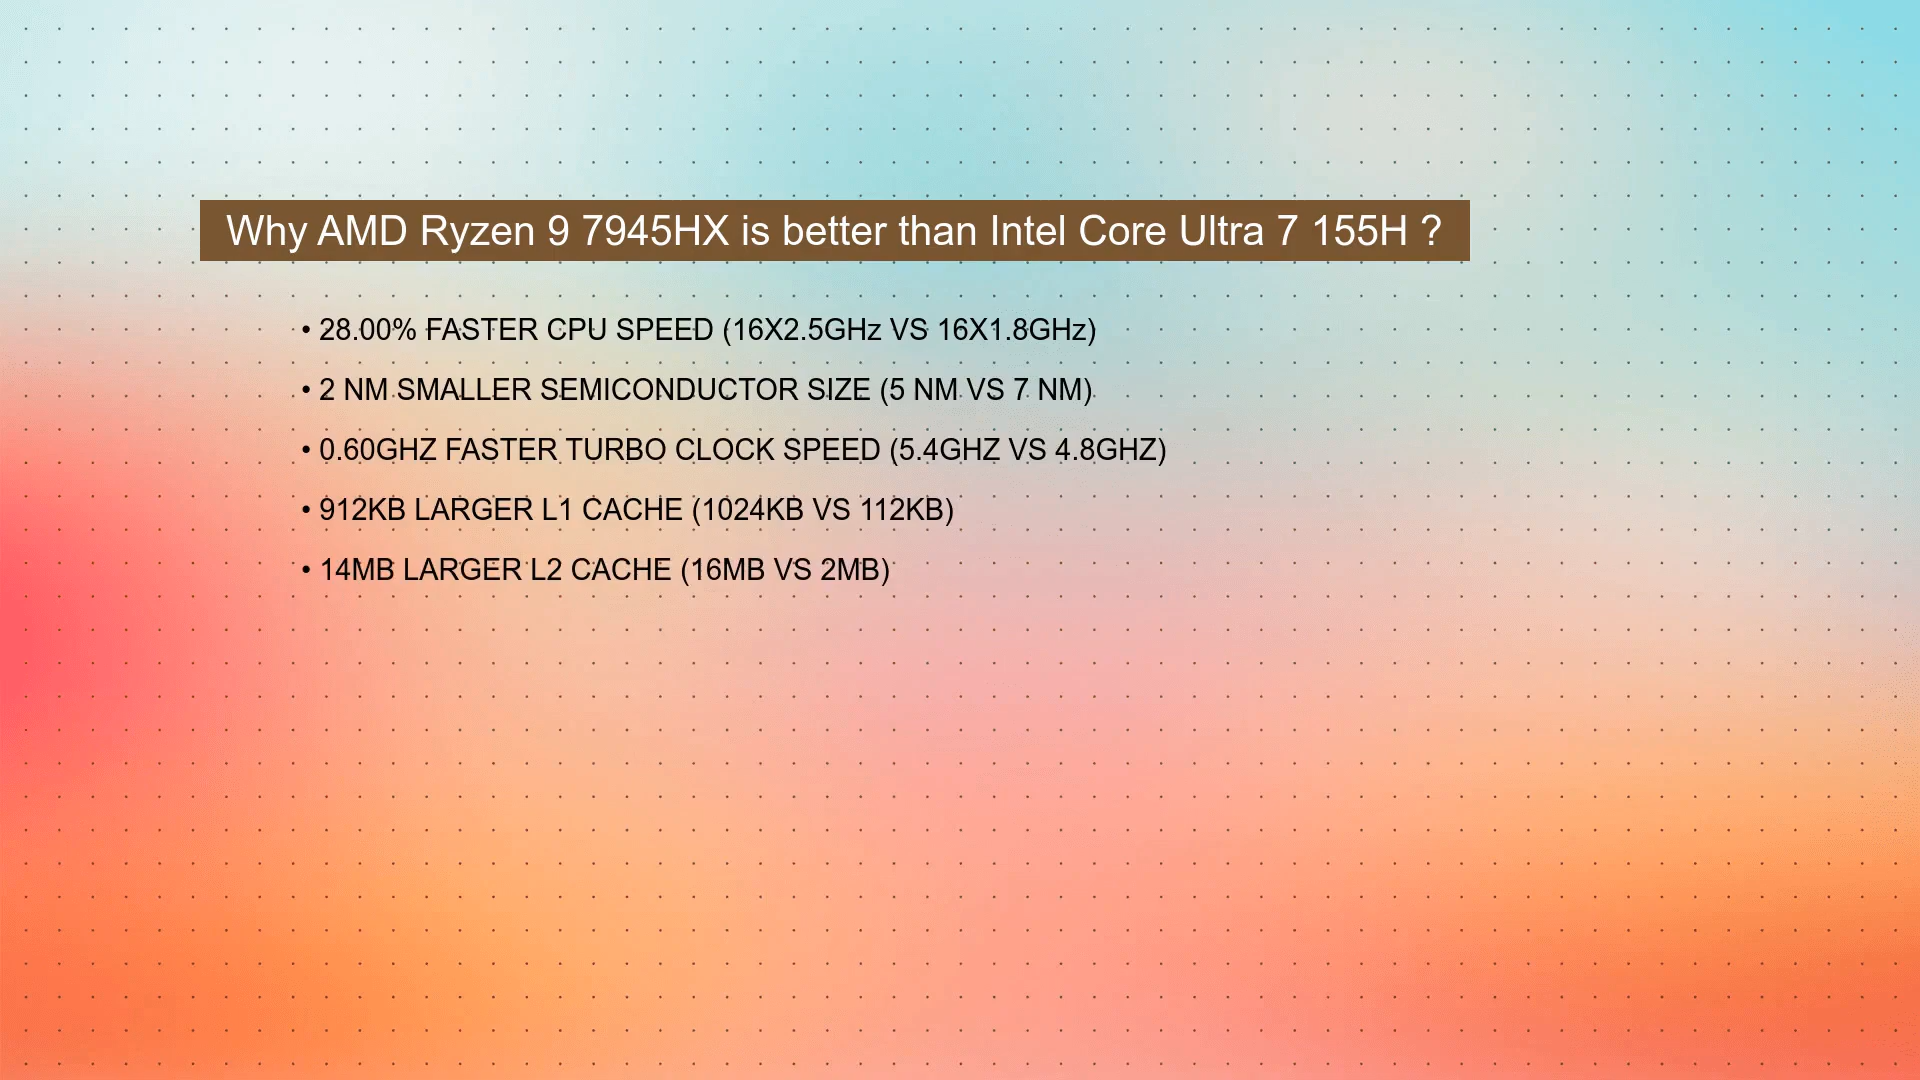 Why AMD Ryzen 9 7945HX is better than Intel Core Ultra 7 155H ?
• 28.00% FASTER CPU SPEED (16X2.5GHz VS 16X1.8GHz)
• 2 NM SMALLER SEMICONDUCTOR SIZE (5 NM VS 7 NM)
• 0.60GHZ FASTER TURBO CLOCK SPEED (5.4GHZ VS 4.8GHZ)
• 912KB LARGER L1 CACHE (1024KB VS 112KB)
• 14MB LARGER L2 CACHE (16MB VS 2MB)